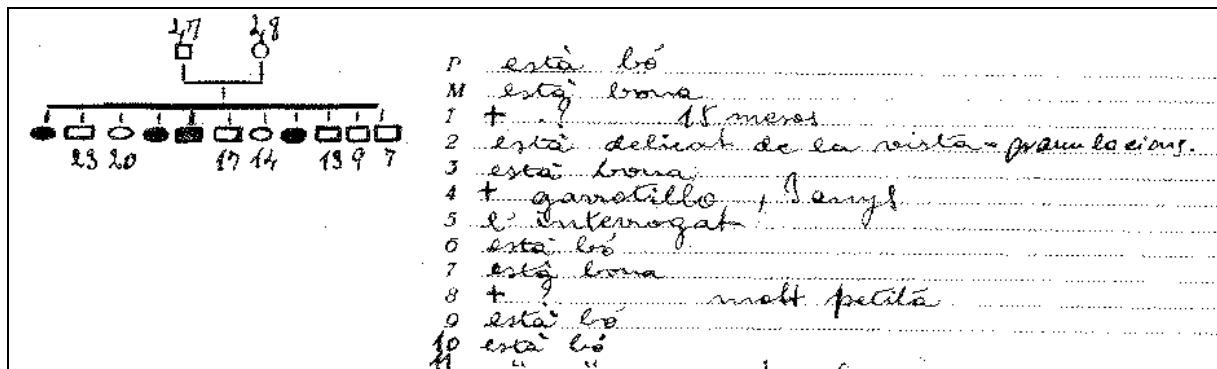 47 48
23 20 17 14 13 9 7
P està bó
M està bona
1 + ? 15 mesos
2 està delicat de la vista - granulacions.
3 està bona
4 + garrotillo, 3 anys
5 l' interrogat
6 està bó
7 està bona
8 + ? molt petita
9 està bó
10 està bó
11 " "